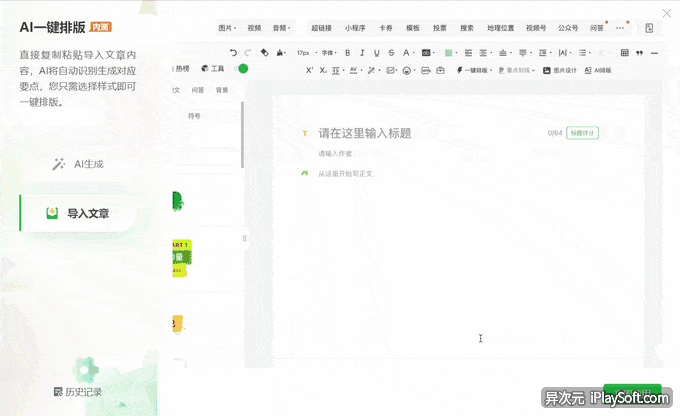 AI一键排版 内测
直接复制粘贴导入文章内
容，AI将自动识别生成对应
要点，您只需选择样式即可
一键排版。
AI生成
导入文章
历史记录
图片 视频 音频 超链接 小程序 卡券 模板 投票 搜索 地理位置 视频号 公众号 问答
17px 字体 B I U S A
热榜 工具
X² X₂ 一键排版 重点划线 图片设计 AI排版
问答 背景
符号
T 请在这里输入标题 0/64 标题评分
请输入作者
AI 从这里开始写正文
ART 1
异次元 iPlaySoft.com